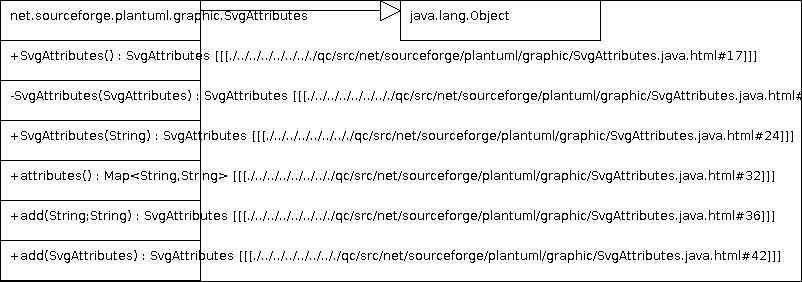 net.sourceforge.plantuml.graphic.SvgAttributes
java.lang.Object
+SvgAttributes() : SvgAttributes [[[./../../../../../../../qc/src/net/sourceforge/plantuml/graphic/SvgAttributes.java.html#17]]]
-SvgAttributes(SvgAttributes) : SvgAttributes [[[./../../../../../../../qc/src/net/sourceforge/plantuml/graphic/SvgAttributes.java.html#
+SvgAttributes(String) : SvgAttributes [[[./../../../../../../../qc/src/net/sourceforge/plantuml/graphic/SvgAttributes.java.html#24]]]
+attributes() : Map<String,String> [[[./../../../../../../../qc/src/net/sourceforge/plantuml/graphic/SvgAttributes.java.html#32]]]
+add(String;String) : SvgAttributes [[[./../../../../../../../qc/src/net/sourceforge/plantuml/graphic/SvgAttributes.java.html#36]]]
+add(SvgAttributes) : SvgAttributes [[[./../../../../../../../qc/src/net/sourceforge/plantuml/graphic/SvgAttributes.java.html#42]]]